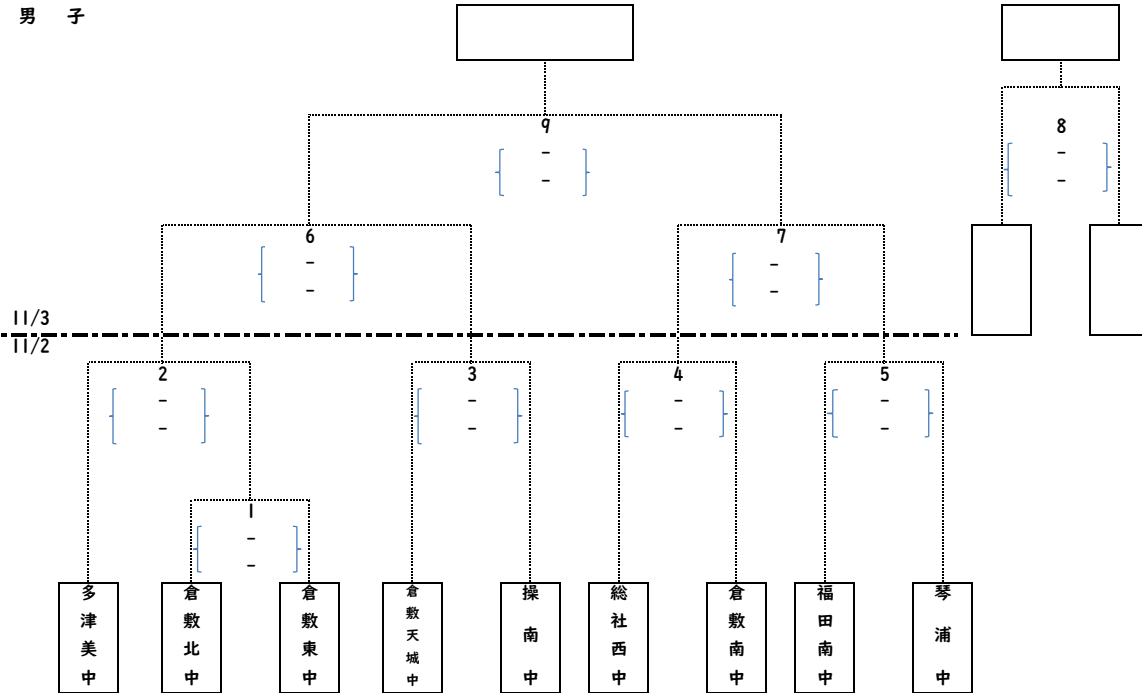 男 子
9
-
-
8
-
-
6
-
-
7
-
-
11/3
11/2
2
-
-
3
-
-
4
-
-
5
-
-
1
-
-
多津美中
倉敷北中
倉敷東中
倉敷天城中
操南中
総社西中
倉敷南中
福田南中
琴浦中